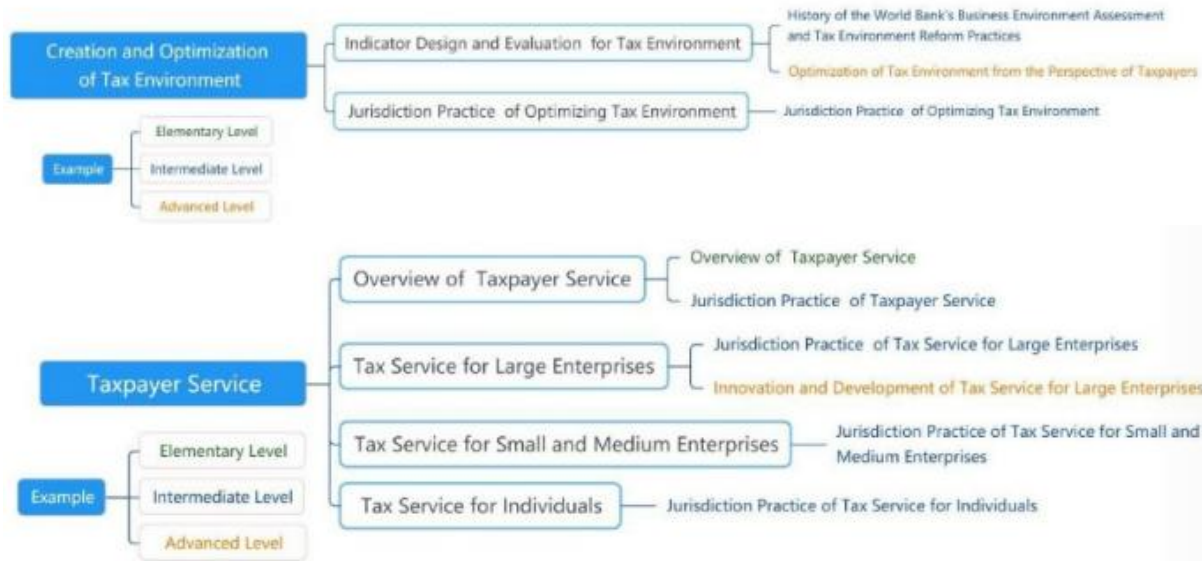 Creation and Optimization
of Tax Environment
Indicator Design and Evaluation for Tax Environment
History of the World Bank's Business Environment Assessment
and Tax Environment Reform Practices
Optimization of Tax Environment from the Perspective of Taxpayers
Jurisdiction Practice of Optimizing Tax Environment
Jurisdiction Practice of Optimizing Tax Environment
Example
Elementary Level
Intermediate Level
Advanced Level
Taxpayer Service
Overview of Taxpayer Service
Overview of Taxpayer Service
Jurisdiction Practice of Taxpayer Service
Tax Service for Large Enterprises
Jurisdiction Practice of Tax Service for Large Enterprises
Innovation and Development of Tax Service for Large Enterprises
Tax Service for Small and Medium Enterprises
Jurisdiction Practice of Tax Service for Small and
Medium Enterprises
Tax Service for Individuals
Jurisdiction Practice of Tax Service for Individuals
Example
Elementary Level
Intermediate Level
Advanced Level